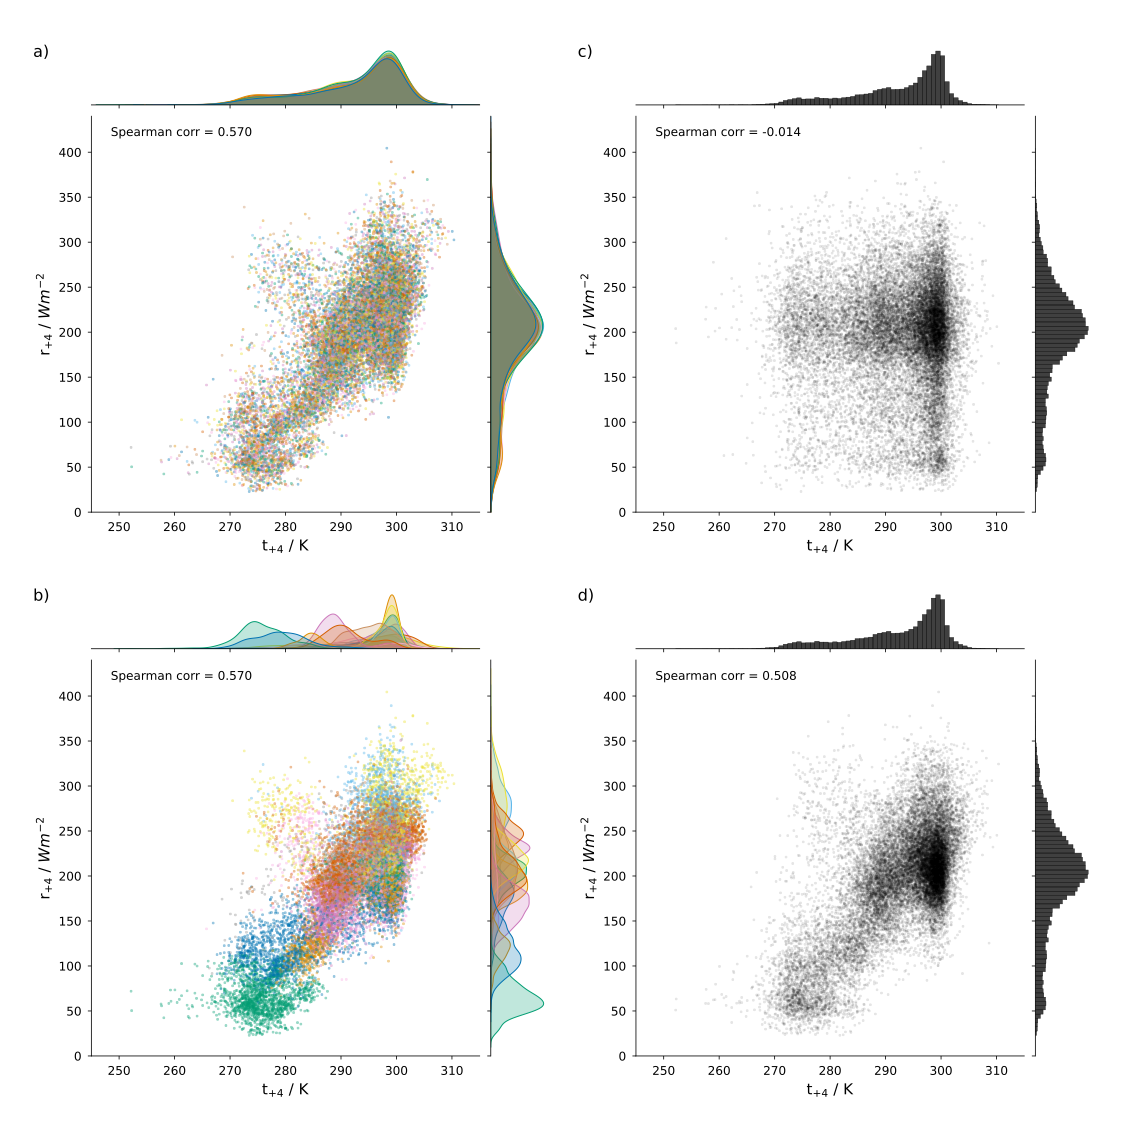 a)
Spearman corr = 0.570
400
350
300
250
200
150
100
50
0
r+4 / Wm−2
250 260 270 280 290 300 310
t+4 / K
c)
Spearman corr = -0.014
400
350
300
250
200
150
100
50
0
r+4 / Wm−2
250 260 270 280 290 300 310
t+4 / K
b)
Spearman corr = 0.570
400
350
300
250
200
150
100
50
0
r+4 / Wm−2
250 260 270 280 290 300 310
t+4 / K
d)
Spearman corr = 0.508
400
350
300
250
200
150
100
50
0
r+4 / Wm−2
250 260 270 280 290 300 310
t+4 / K